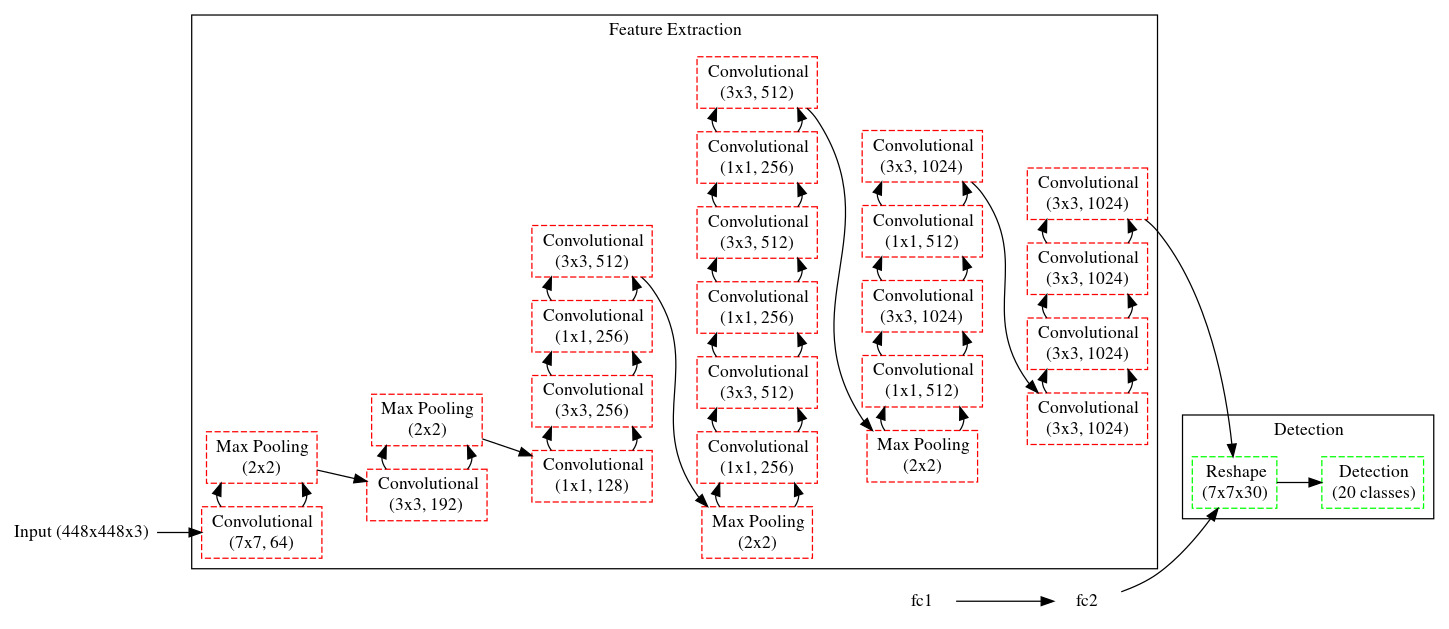 Feature Extraction
Input (448x448x3)
Convolutional
(7x7, 64)
Max Pooling
(2x2)
Convolutional
(3x3, 192)
Max Pooling
(2x2)
Convolutional
(1x1, 128)
Convolutional
(3x3, 256)
Convolutional
(1x1, 256)
Convolutional
(3x3, 512)
Max Pooling
(2x2)
Convolutional
(1x1, 256)
Convolutional
(3x3, 512)
Convolutional
(1x1, 256)
Convolutional
(3x3, 512)
Convolutional
(1x1, 256)
Convolutional
(3x3, 512)
Max Pooling
(2x2)
Convolutional
(1x1, 512)
Convolutional
(3x3, 1024)
Convolutional
(1x1, 512)
Convolutional
(3x3, 1024)
Convolutional
(3x3, 1024)
Convolutional
(3x3, 1024)
Convolutional
(3x3, 1024)
Convolutional
(3x3, 1024)
fc1
fc2
Detection
Reshape
(7x7x30)
Detection
(20 classes)